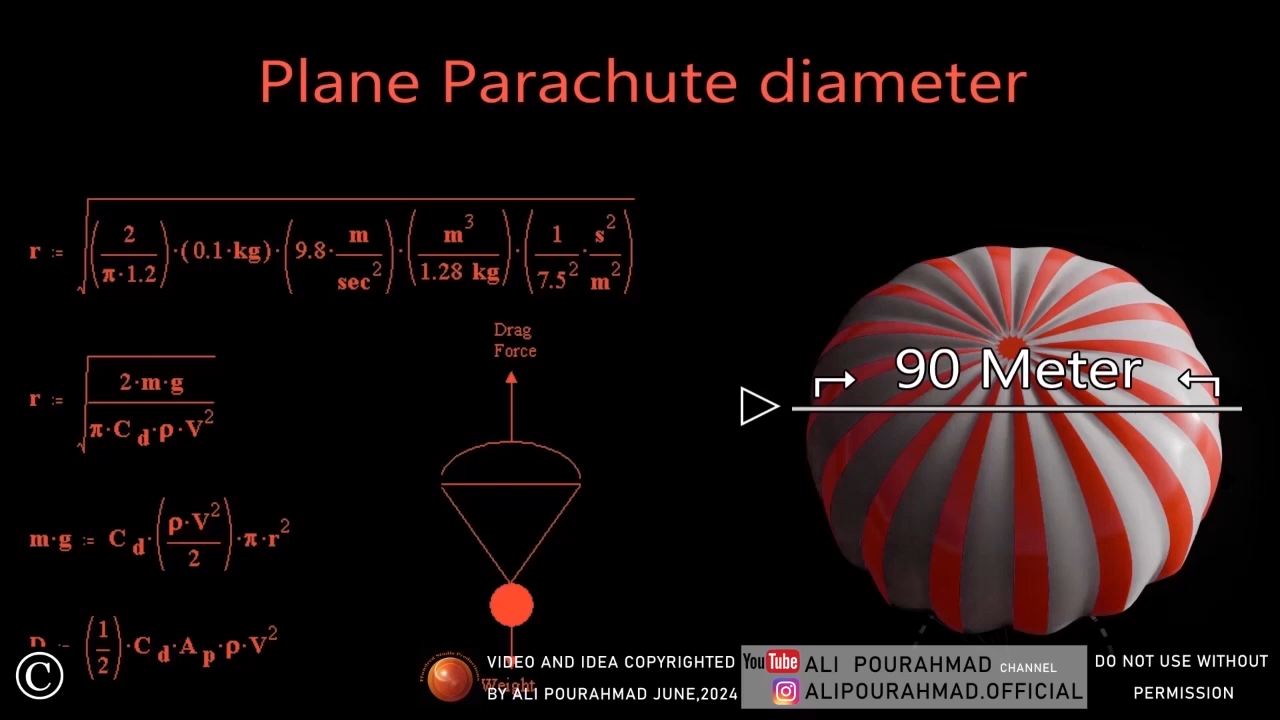 Plane Parachute diameter
r := √((2/(π·1.2))·(0.1·kg)·(9.8·m/sec²)·(m³/1.28 kg)·(1/7.5²·s²/m²))
r := √(2·m·g/(π·C_d·ρ·V²))
m·g := C_d·(ρ·V²/2)·π·r²
D := (1/2)·C_d·A_p·ρ·V²
Drag
Force
Weight
90 Meter
©
VIDEO AND IDEA COPYRIGHTED
BY ALI POURAHMAD JUNE,2024
YouTube ALI POURAHMAD CHANNEL
ALIPOURAHMAD.OFFICIAL
DO NOT USE WITHOUT
PERMISSION